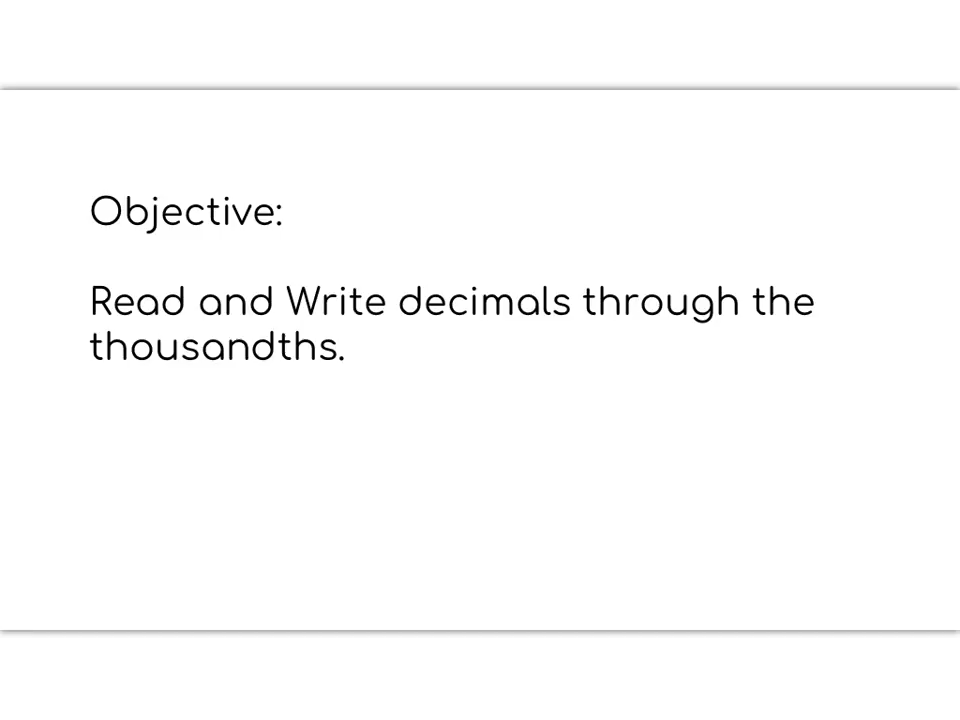 Objective:
Read and Write decimals through the
thousandths.